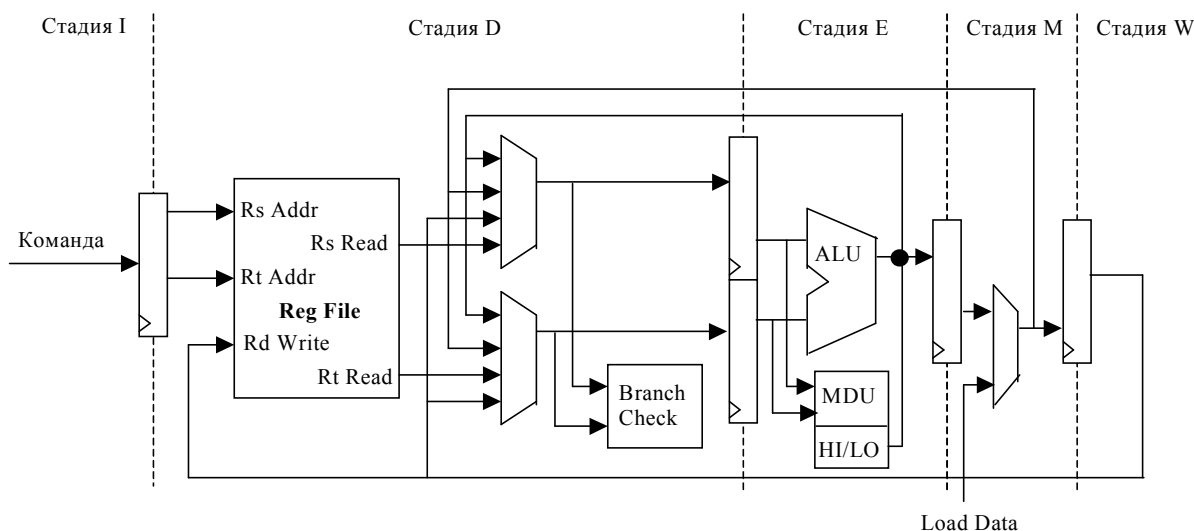 Стадия I
Стадия D
Стадия E
Стадия M
Стадия W
Команда
Rs Addr
Rs Read
Rt Addr
Reg File
Rd Write
Rt Read
Branch
Check
ALU
MDU
HI/LO
Load Data